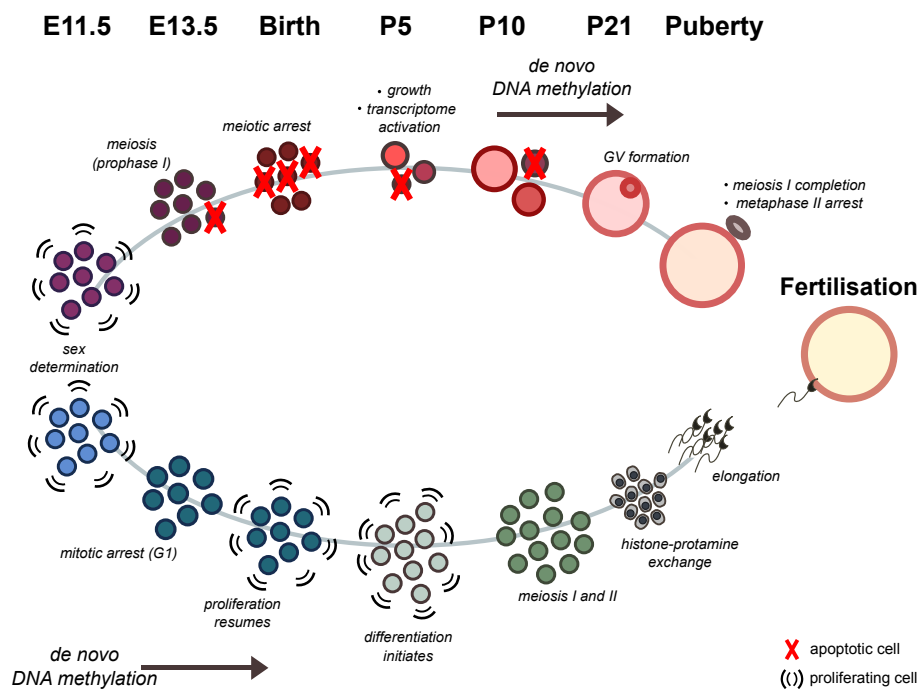 E11.5 E13.5 Birth P5 P10 P21 Puberty
de novo
DNA methylation
• growth
• transcriptome
activation
meiotic arrest
meiosis
(prophase I)
GV formation
• meiosis I completion
• metaphase II arrest
Fertilisation
sex
determination
elongation
mitotic arrest (G1)
histone-protamine
exchange
proliferation
resumes
meiosis I and II
differentiation
initiates
de novo
DNA methylation
apoptotic cell
proliferating cell